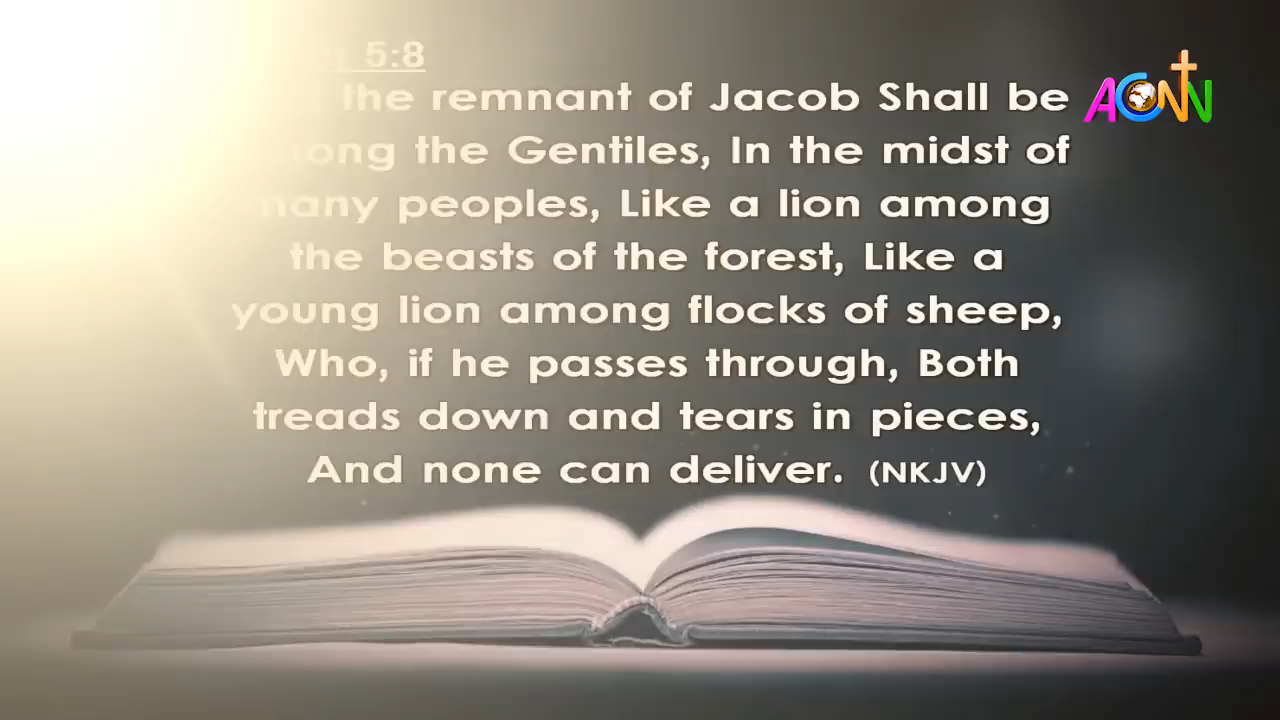 5:8
the remnant of Jacob Shall be
the Gentiles, In the midst of
many peoples, Like a lion among
the beasts of the forest, Like a
young lion among flocks of sheep,
Who, if he passes through, Both
treads down and tears in pieces,
And none can deliver. (NKJV)
ACNN